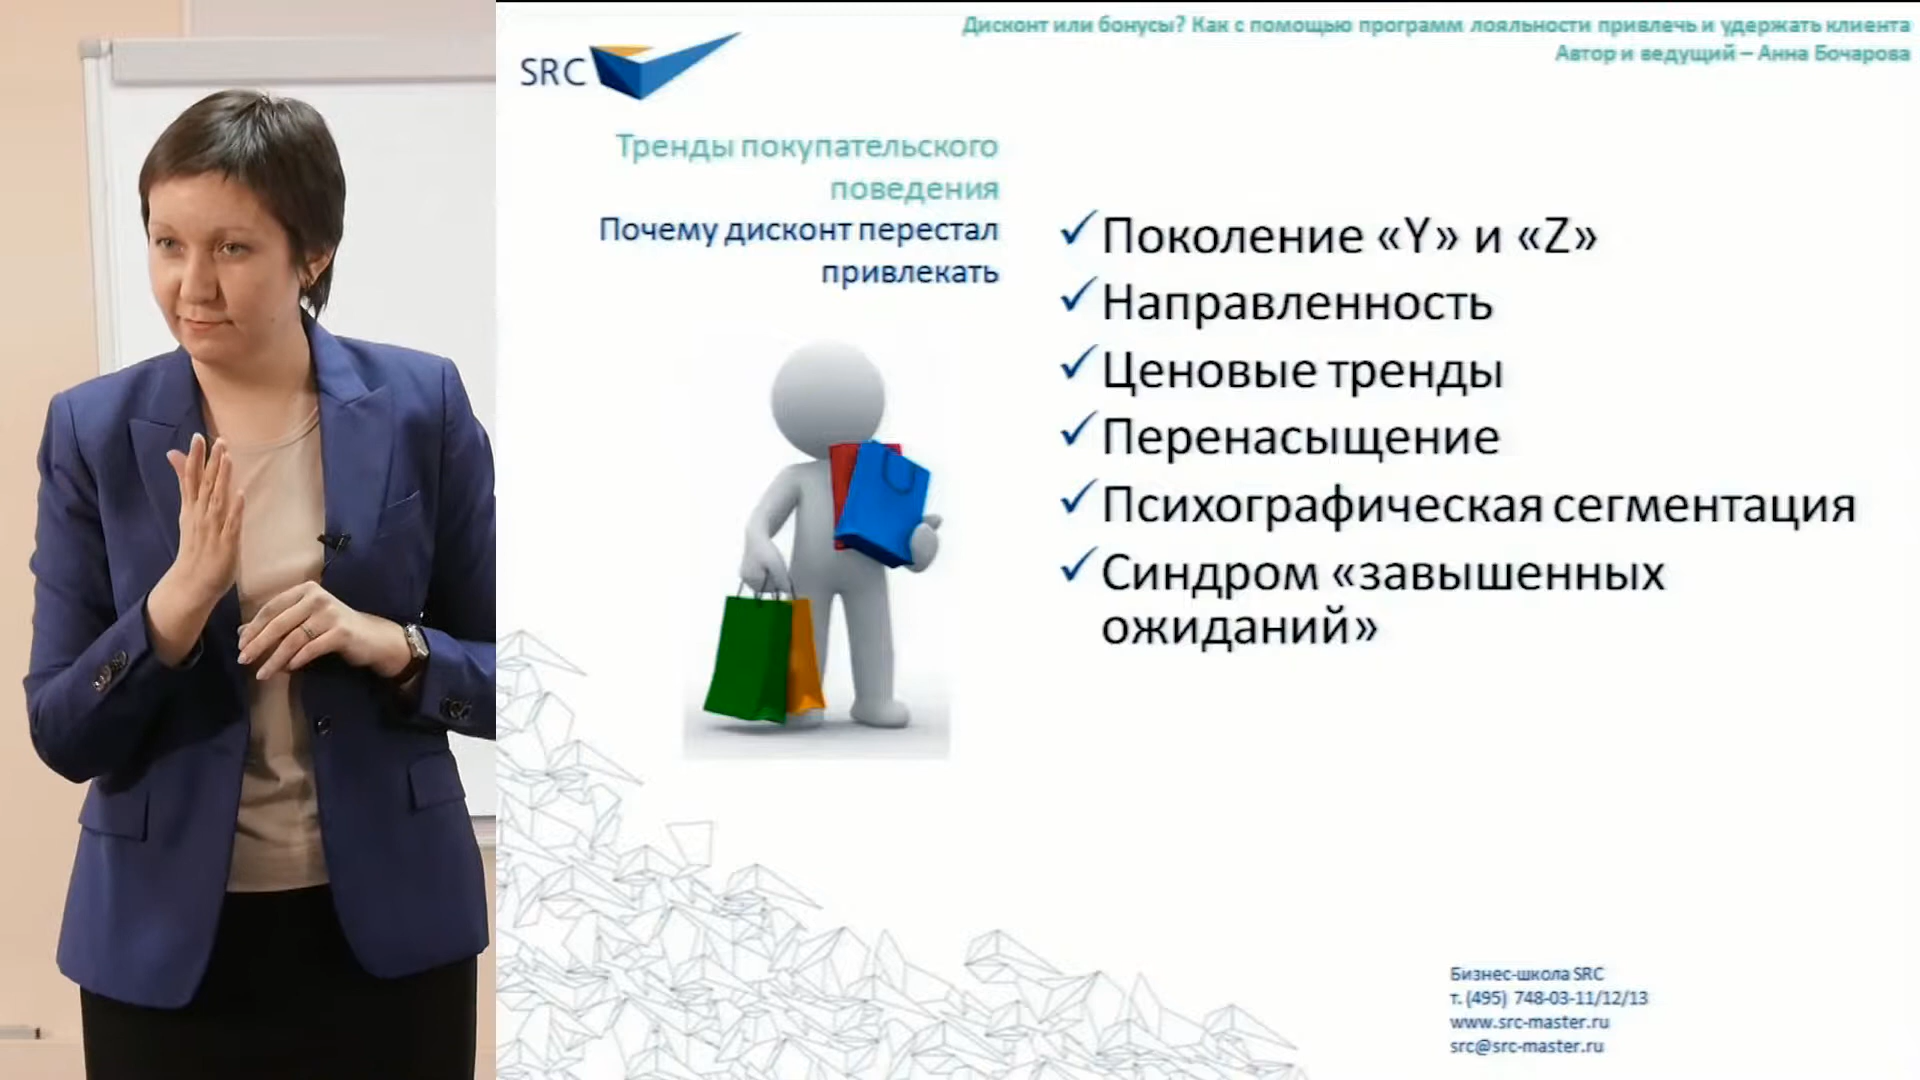 SRC
Дисконт или бонусы? Как с помощью программ лояльности привлечь и удержать клиента
Автор и ведущий – Анна Бочарова
Тренды покупательского
поведения
Почему дисконт перестал
привлекать
Поколение «Y» и «Z»
Направленность
Ценовые тренды
Перенасыщение
Психографическая сегментация
Синдром «завышенных
ожиданий»
Бизнес-школа SRC
т. (495) 748-03-11/12/13
www.src-master.ru
src@src-master.ru